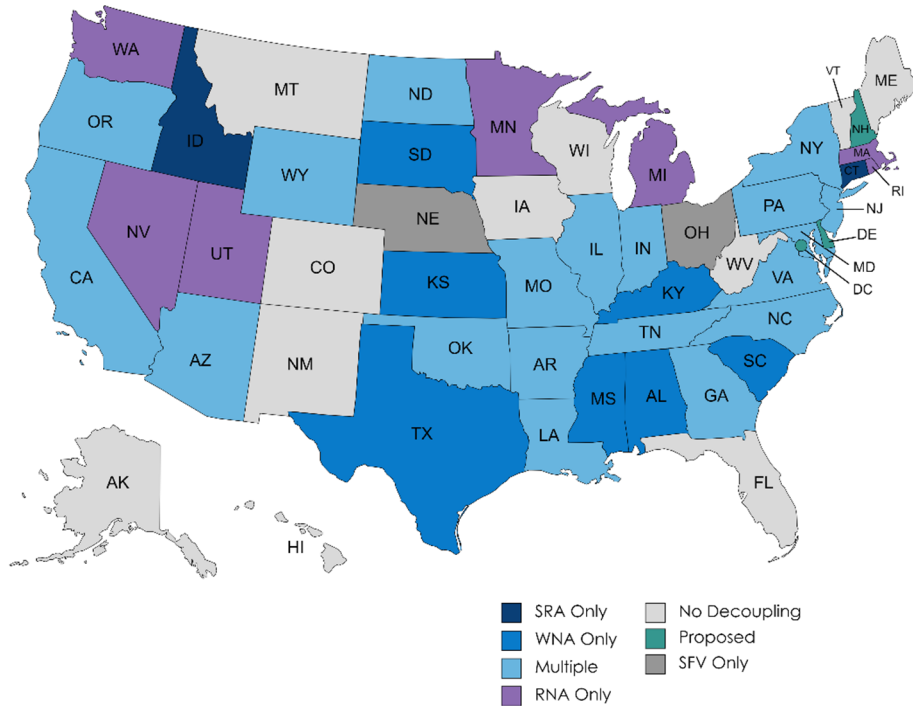 WA
MT
ND
MN
VT
ME
OR
ID
SD
WI
MI
NY
NH
MA
CT
RI
WY
NE
IA
PA
NJ
NV
UT
CO
IL
IN
OH
WV
DE
MD
DC
CA
KS
MO
KY
VA
AZ
NM
OK
AR
TN
NC
SC
TX
LA
MS
AL
GA
FL
AK
HI
SRA Only
WNA Only
Multiple
RNA Only
No Decoupling
Proposed
SFV Only